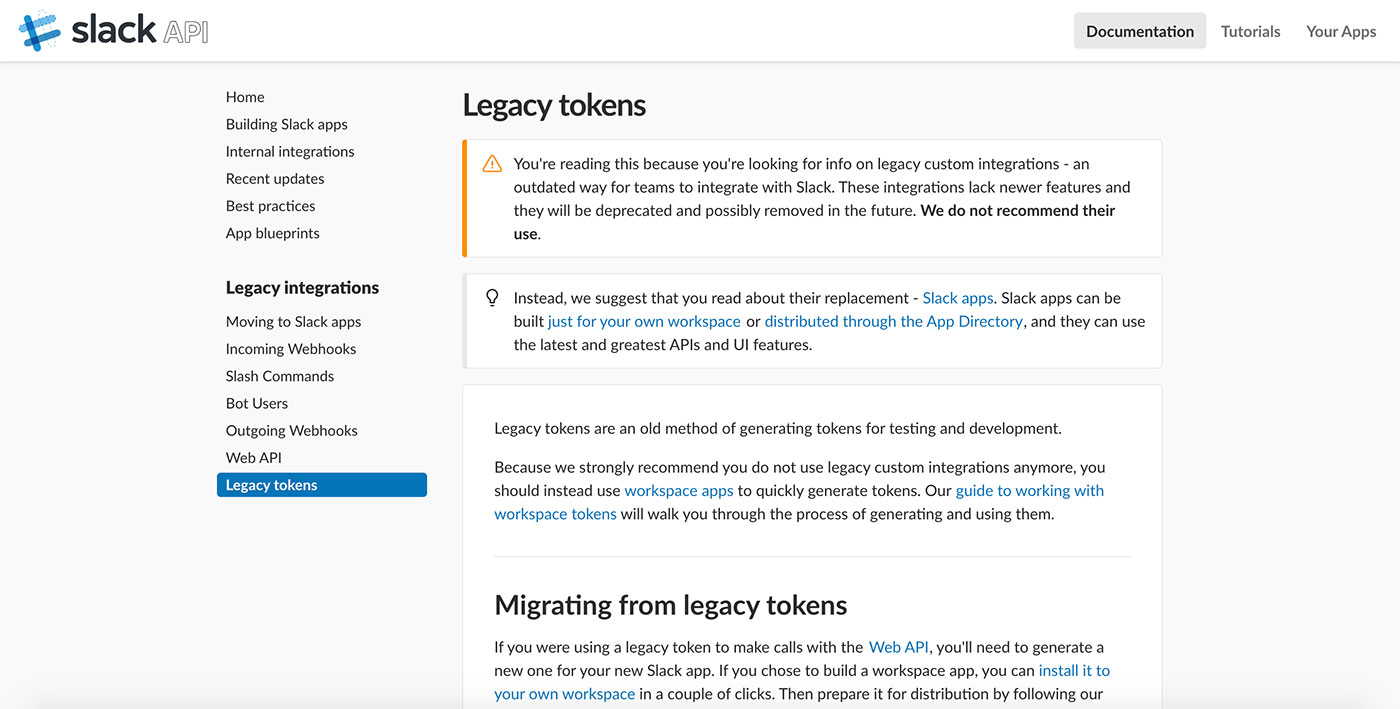 slack API
Documentation
Tutorials
Your Apps
Home
Building Slack apps
Internal integrations
Recent updates
Best practices
App blueprints
Legacy integrations
Moving to Slack apps
Incoming Webhooks
Slash Commands
Bot Users
Outgoing Webhooks
Web API
Legacy tokens
Legacy tokens
You're reading this because you're looking for info on legacy custom integrations - an
outdated way for teams to integrate with Slack. These integrations lack newer features and
they will be deprecated and possibly removed in the future. We do not recommend their
use.
Instead, we suggest that you read about their replacement - Slack apps. Slack apps can be
built just for your own workspace or distributed through the App Directory, and they can use
the latest and greatest APIs and UI features.
Legacy tokens are an old method of generating tokens for testing and development.
Because we strongly recommend you do not use legacy custom integrations anymore, you
should instead use workspace apps to quickly generate tokens. Our guide to working with
workspace tokens will walk you through the process of generating and using them.
Migrating from legacy tokens
If you were using a legacy token to make calls with the Web API, you'll need to generate a
new one for your new Slack app. If you chose to build a workspace app, you can install it to
your own workspace in a couple of clicks. Then prepare it for distribution by following our